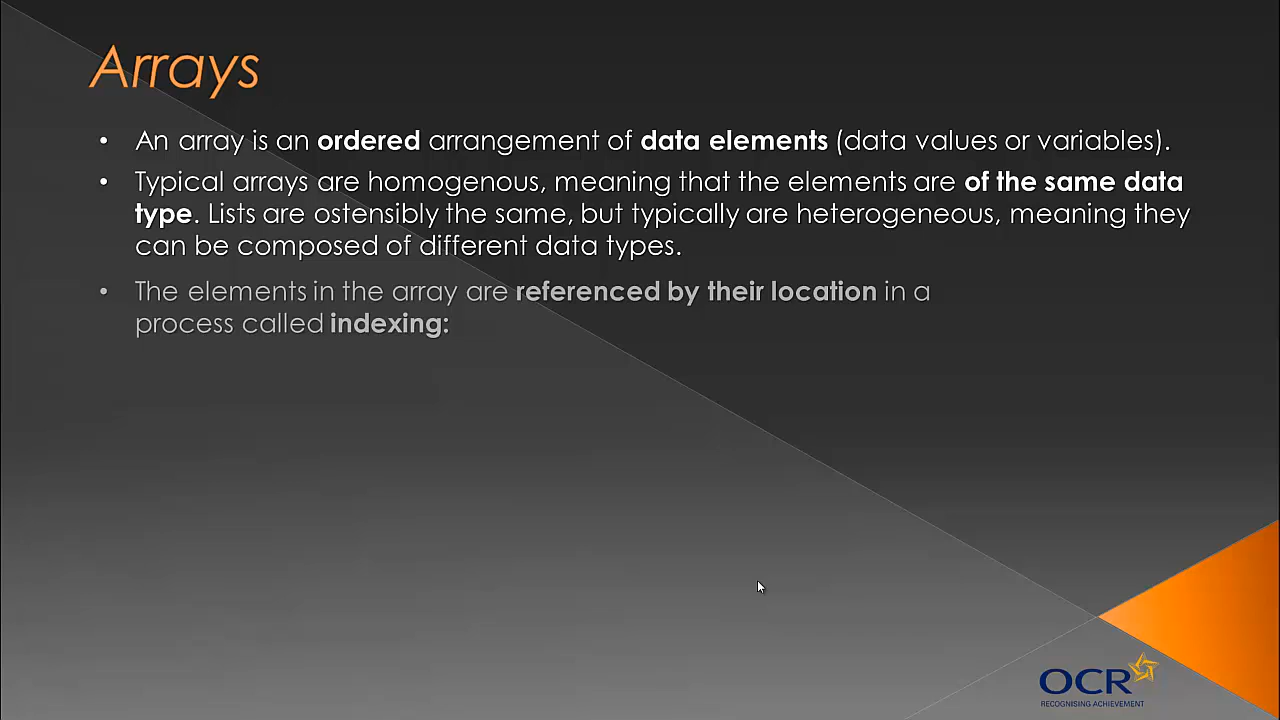 Arrays
• An array is an ordered arrangement of data elements (data values or variables).
• Typical arrays are homogenous, meaning that the elements are of the same data
type. Lists are ostensibly the same, but typically are heterogeneous, meaning they
can be composed of different data types.
• The elements in the array are referenced by their location in a
process called indexing:
OCR
RECOGNISING ACHIEVEMENT